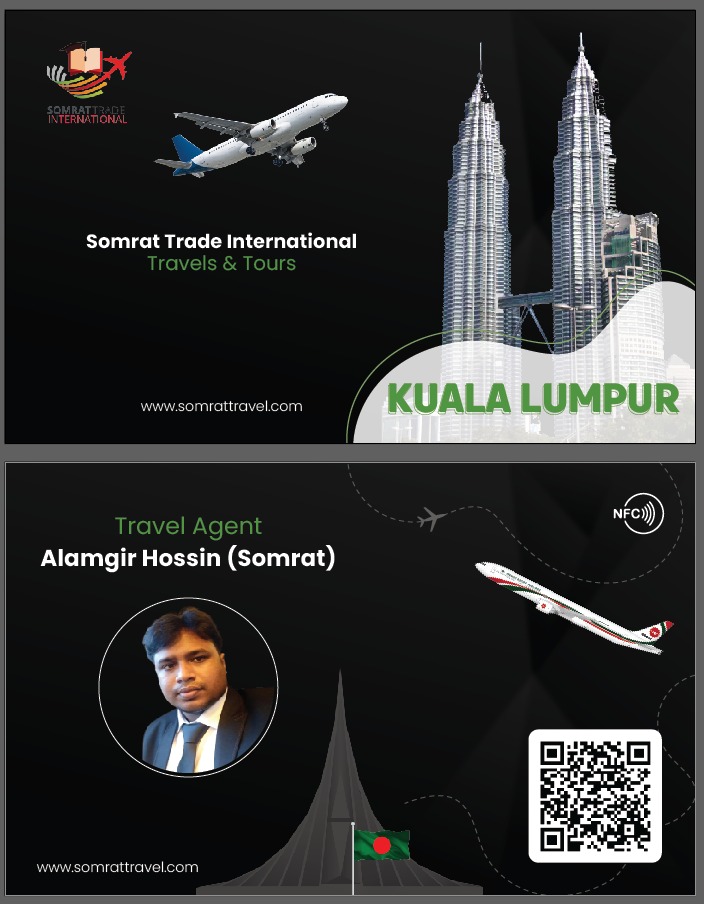 SOMRAT TRADE
INTERNATIONAL
Somrat Trade International
Travels & Tours
www.somrattravel.com
KUALA LUMPUR
Travel Agent
Alamgir Hossin (Somrat)
NFC
www.somrattravel.com